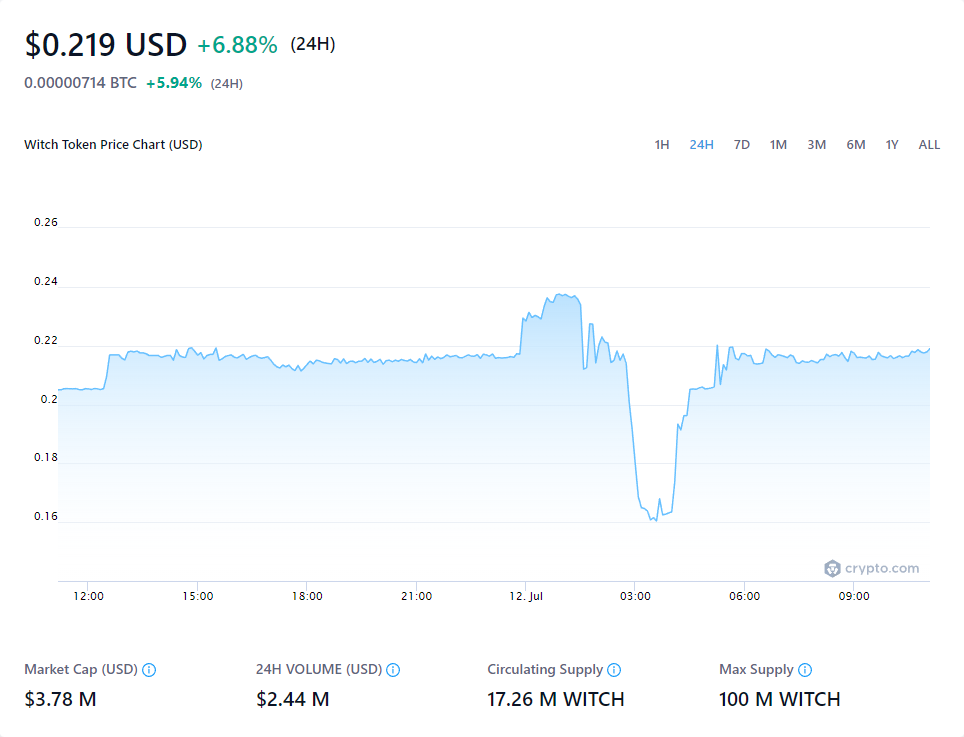 $0.219 USD +6.88% (24H)
0.00000714 BTC +5.94% (24H)
Witch Token Price Chart (USD) 1H 24H 7D 1M 3M 6M 1Y ALL
0.26
0.24
0.22
0.2
0.18
0.16
crypto.com
12:00 15:00 18:00 21:00 12. Jul 03:00 06:00 09:00
Market Cap (USD) 24H VOLUME (USD) Circulating Supply Max Supply
$3.78 M $2.44 M 17.26 M WITCH 100 M WITCH